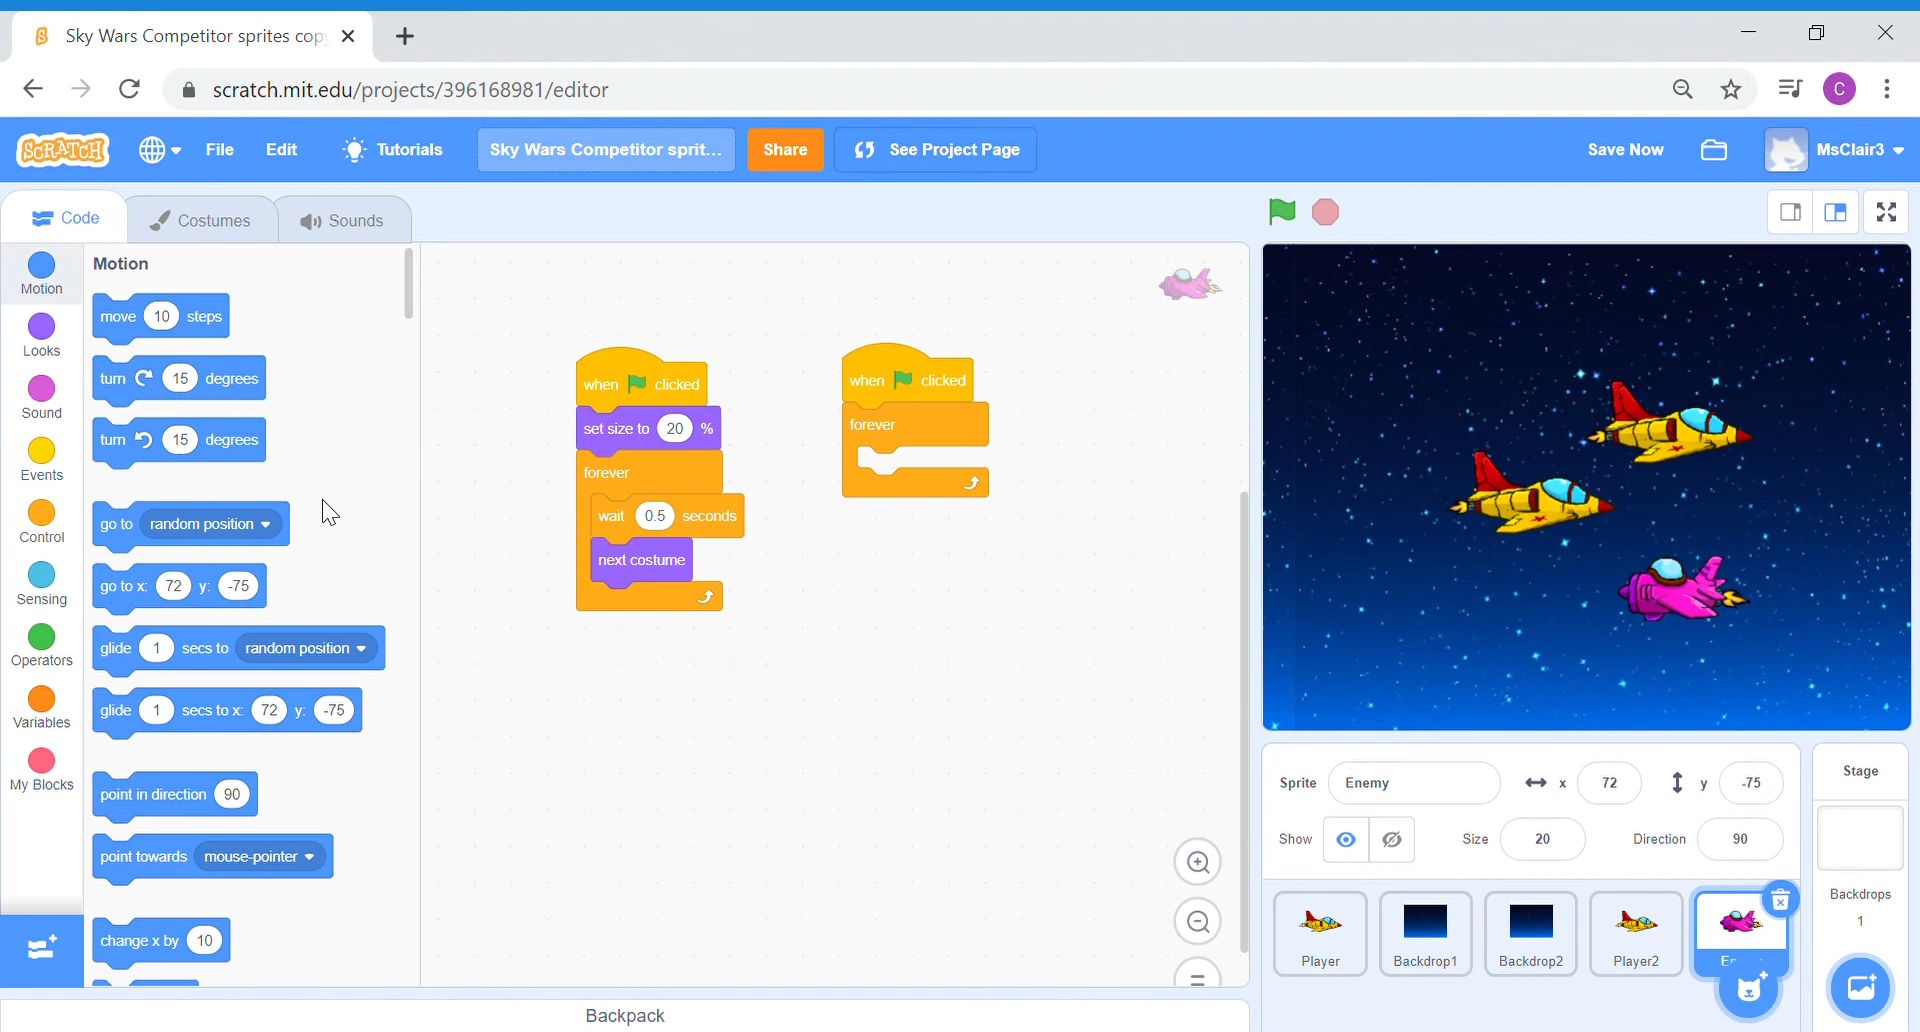 Sky Wars Competitor sprites cop
scratch.mit.edu/projects/396168981/editor
C
SCRATCH
File
Edit
Tutorials
Sky Wars Competitor sprit...
Share
See Project Page
Save Now
MsClair3
Code
Costumes
Sounds
Motion
Looks
Sound
Events
Control
Sensing
Operators
Variables
My Blocks
Motion
move 10 steps
turn 15 degrees
turn 15 degrees
go to random position
go to x: 72 y: -75
glide 1 secs to random position
glide 1 secs to x: 72 y: -75
point in direction 90
point towards mouse-pointer
change x by 10
when clicked
set size to 20 %
forever
wait 0.5 seconds
next costume
when clicked
forever
Backpack
Sprite Enemy x 72 y -75
Show Size 20 Direction 90
Player
Backdrop1
Backdrop2
Player2
Stage
Backdrops
1